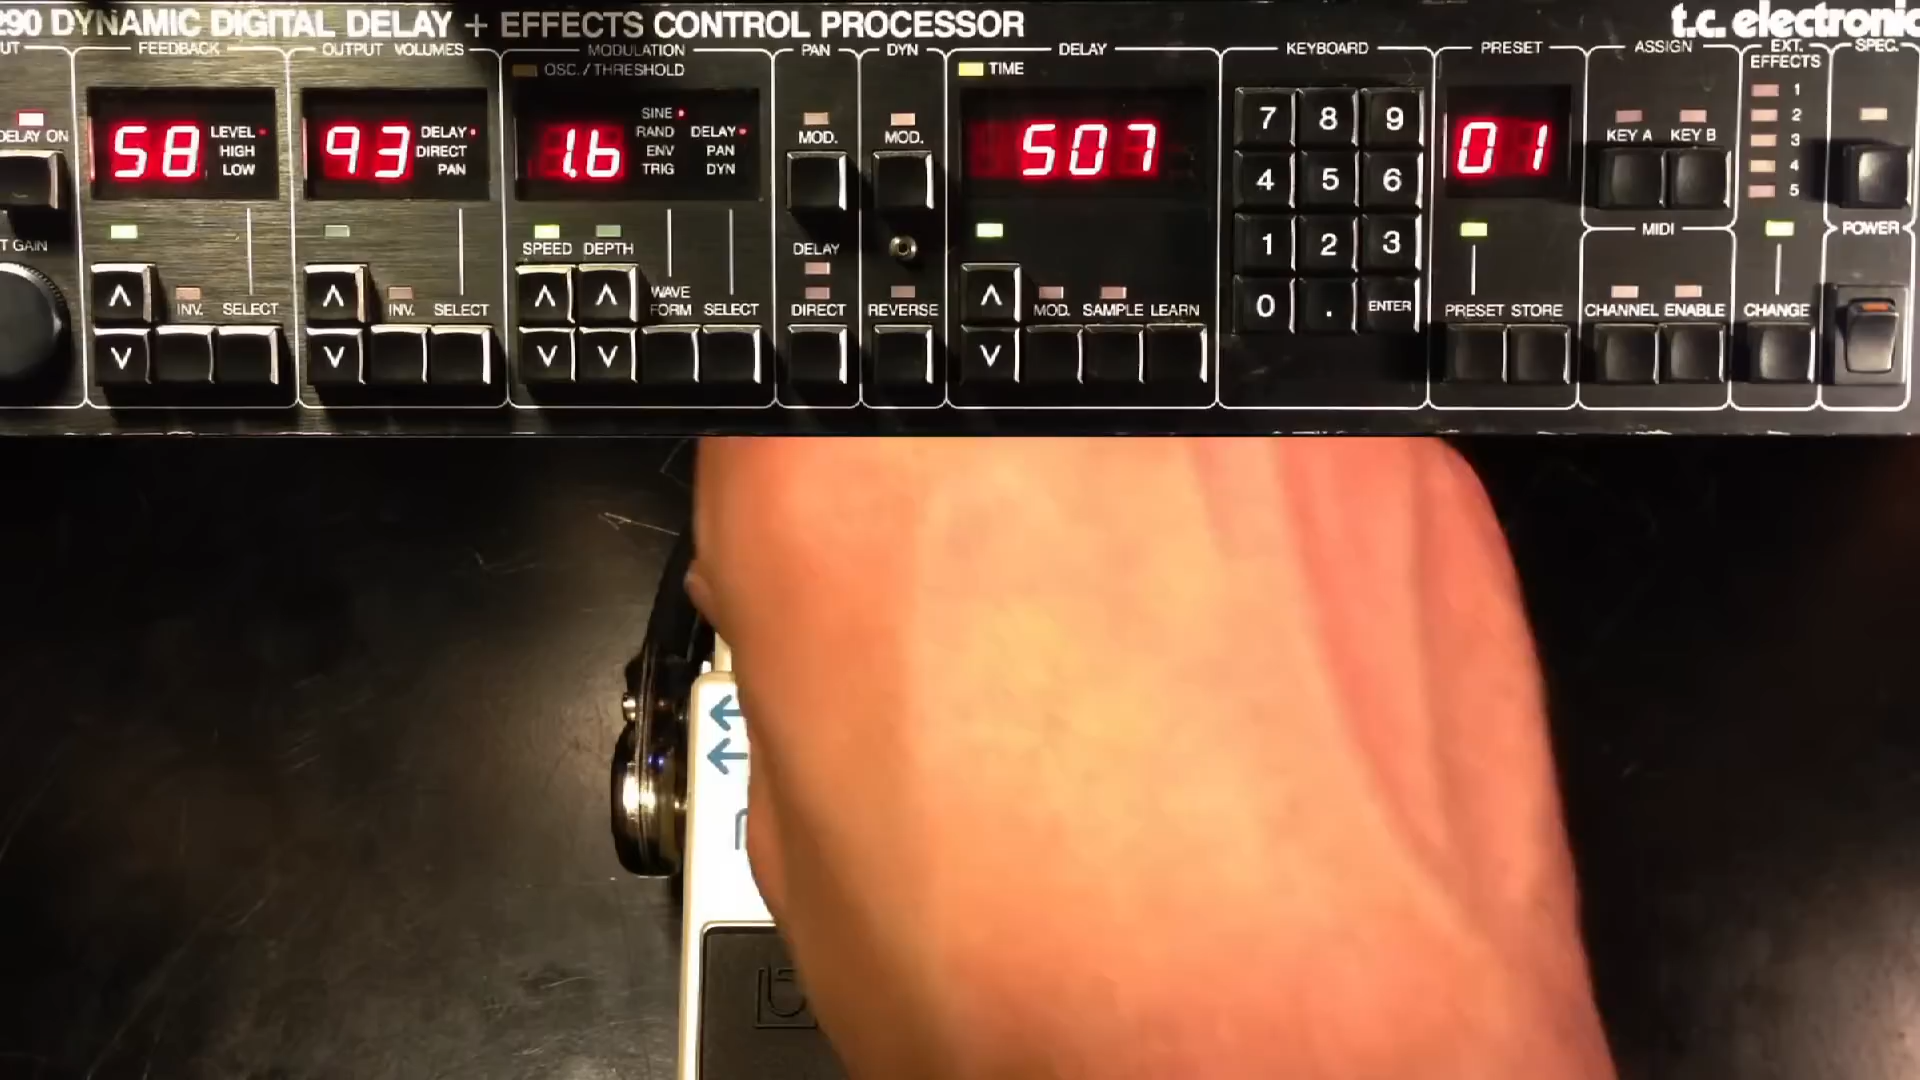 290 DYNAMIC DIGITAL DELAY + EFFECTS CONTROL PROCESSOR
t.c. electronic
UT
FEEDBACK
OUTPUT VOLUMES
MODULATION
PAN
DYN
DELAY
KEYBOARD
PRESET
ASSIGN
EXT. EFFECTS
SPEC.
DELAY ON
T GAIN
58
LEVEL
HIGH
LOW
INV.
SELECT
93
DELAY
DIRECT
PAN
INV.
SELECT
OSC. / THRESHOLD
1.6
SINE
RAND
ENV
TRIG
DELAY
PAN
DYN
SPEED
DEPTH
WAVE FORM
SELECT
MOD.
DELAY
DIRECT
MOD.
REVERSE
TIME
507
MOD.
SAMPLE
LEARN
7 8 9
4 5 6
1 2 3
0 . ENTER
01
PRESET
STORE
KEY A
KEY B
MIDI
CHANNEL
ENABLE
1
2
3
4
5
CHANGE
POWER